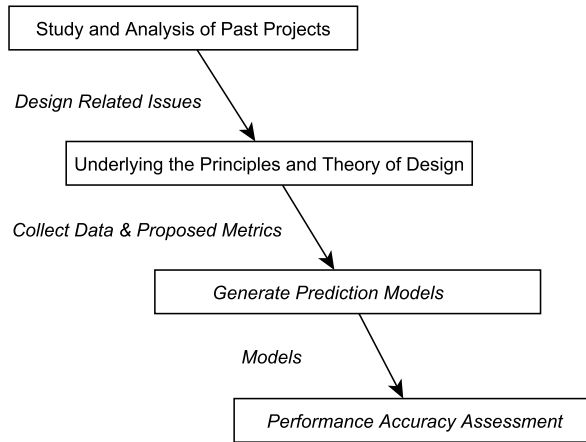 Study and Analysis of Past Projects
Design Related Issues
Underlying the Principles and Theory of Design
Collect Data & Proposed Metrics
Generate Prediction Models
Models
Performance Accuracy Assessment